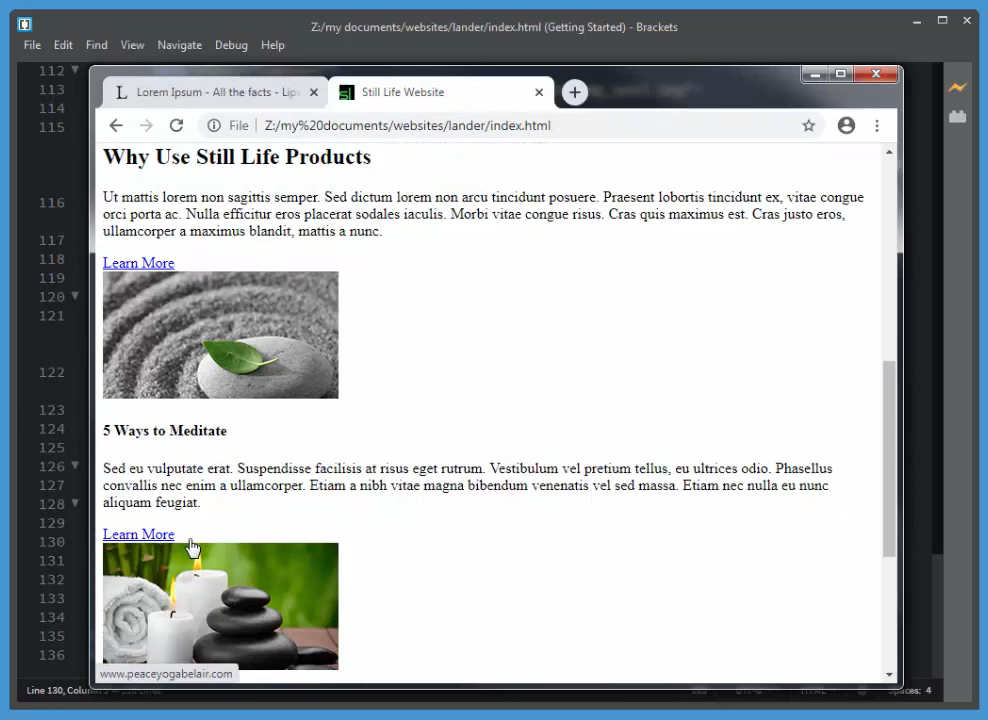 Z:/my documents/websites/lander/index.html (Getting Started) - Brackets
File Edit Find View Navigate Debug Help
Lorem Ipsum - All the facts - Lips
Still Life Website
File Z:/my%20documents/websites/lander/index.html
112
113
114
115
116
117
118
119
120
121
122
123
124
125
126
127
128
129
130
131
132
133
134
135
136
Why Use Still Life Products
Ut mattis lorem non sagittis semper. Sed dictum lorem non arcu tincidunt posuere. Praesent lobortis tincidunt ex, vitae congue
orci porta ac. Nulla efficitur eros placerat sodales iaculis. Morbi vitae congue risus. Cras quis maximus est. Cras justo eros,
ullamcorper a maximus blandit, mattis a nunc.
Learn More
5 Ways to Meditate
Sed eu vulputate erat. Suspendisse facilisis at risus eget rutrum. Vestibulum vel pretium tellus, eu ultrices odio. Phasellus
convallis nec enim a ullamcorper. Etiam a nibh vitae magna bibendum venenatis vel sed massa. Etiam nec nulla eu nunc
aliquam feugiat.
Learn More
www.peaceyogabelair.com
Line 130, Spaces: 4